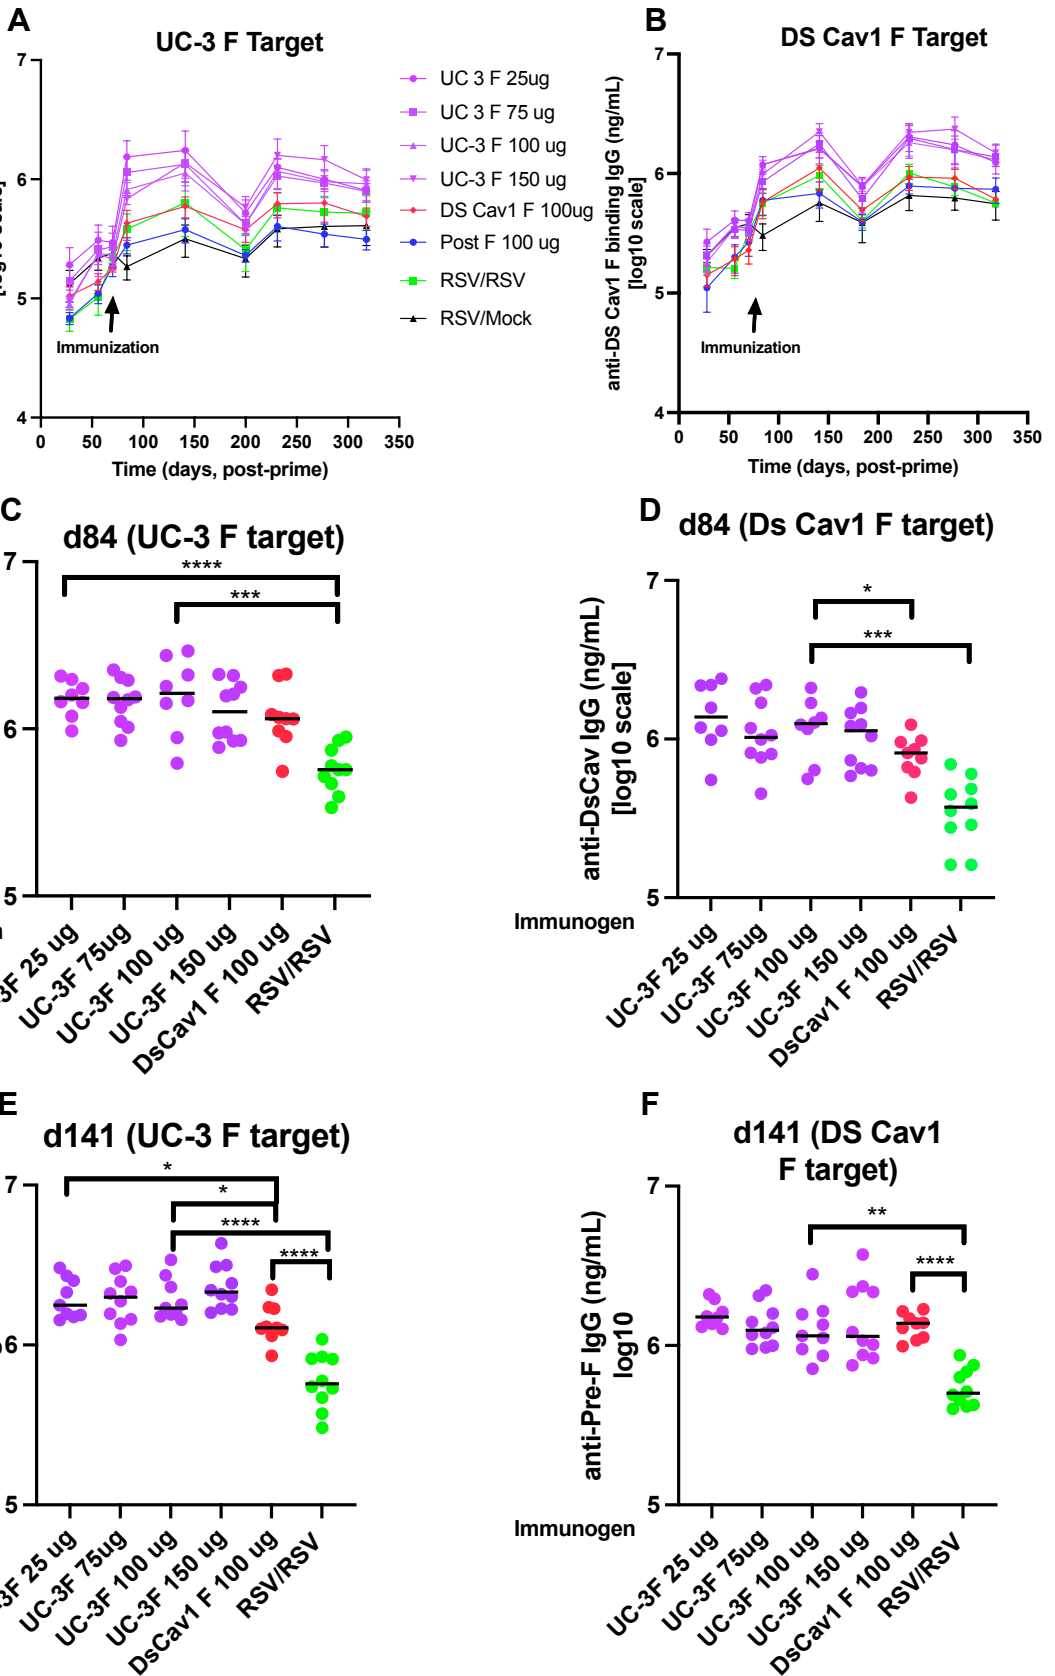 A
UC-3 F Target
7
6
5
4
0 50 100 150 200 250 300 350
Time (days, post-prime)
Immunization
UC 3 F 25ug
UC 3 F 75 ug
UC-3 F 100 ug
UC-3 F 150 ug
DS Cav1 F 100ug
Post F 100 ug
RSV/RSV
RSV/Mock
B
DS Cav1 F Target
anti-DS Cav1 F binding IgG (ng/mL)
[log10 scale]
7
6
5
4
0 50 100 150 200 250 300 350
Time (days, post-prime)
Immunization
C
d84 (UC-3 F target)
7
6
5
****
***
3F 25 ug
UC-3F 75ug
UC-3F 100 ug
UC-3F 150 ug
DsCav1 F 100 ug
RSV/RSV
D
d84 (Ds Cav1 F target)
anti-DsCav IgG (ng/mL)
[log10 scale]
7
6
5
*
***
Immunogen
UC-3F 25 ug
UC-3F 75ug
UC-3F 100 ug
UC-3F 150 ug
DsCav1 F 100 ug
RSV/RSV
E
d141 (UC-3 F target)
7
6
5
*
*
****
****
3F 25 ug
UC-3F 75ug
UC-3F 100 ug
UC-3F 150 ug
DsCav1 F 100 ug
RSV/RSV
F
d141 (DS Cav1
F target)
anti-Pre-F IgG (ng/mL)
log10
7
6
5
**
****
Immunogen
UC-3F 25 ug
UC-3F 75ug
UC-3F 100 ug
UC-3F 150 ug
DsCav1 F 100 ug
RSV/RSV